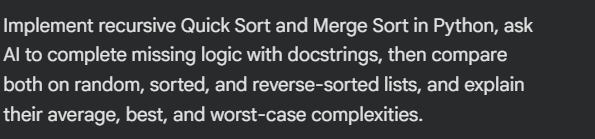 Implement recursive Quick Sort and Merge Sort in Python, ask
AI to complete missing logic with docstrings, then compare
both on random, sorted, and reverse-sorted lists, and explain
their average, best, and worst-case complexities.